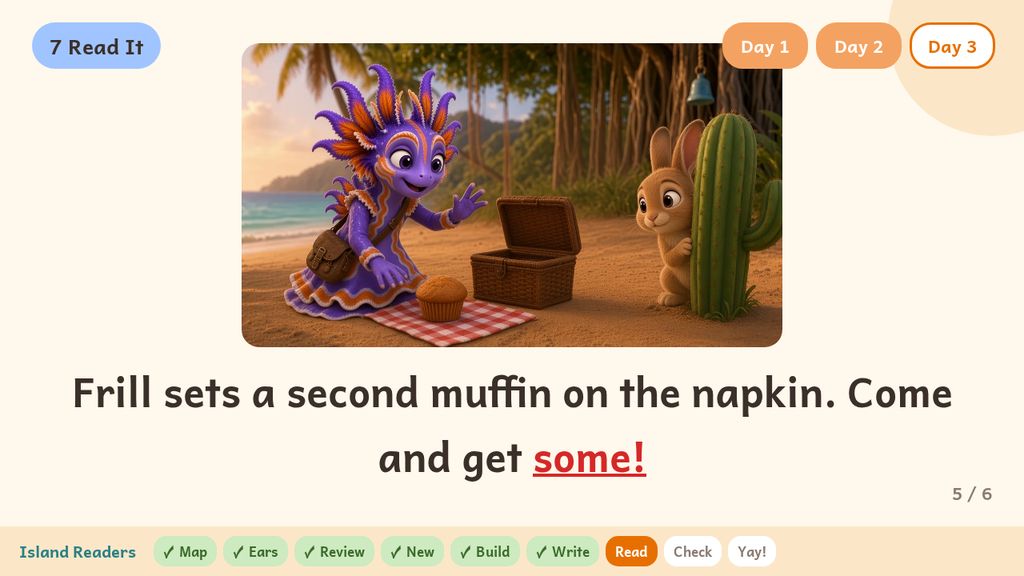 7 Read It
Day 1
Day 2
Day 3
Frill sets a second muffin on the napkin. Come
and get some!
5 / 6
Island Readers
✓ Map
✓ Ears
✓ Review
✓ New
✓ Build
✓ Write
Read
Check
Yay!